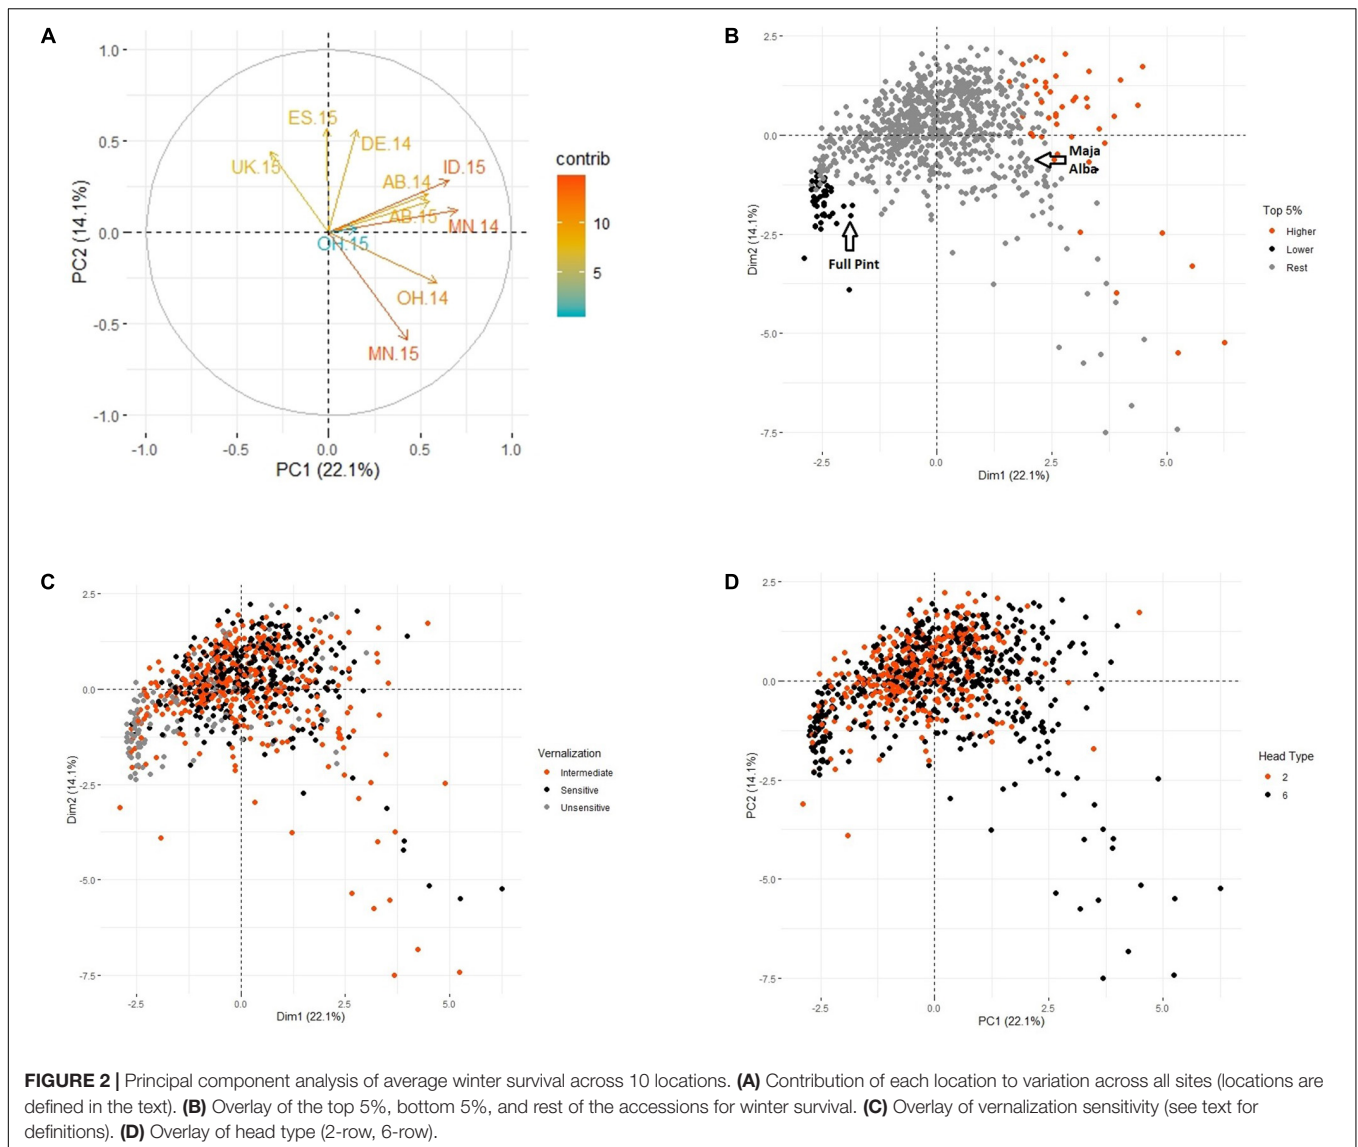 A
1.0
0.5
0.0
-0.5
-1.0
PC2 (14.1%)
ES.15
DE.14
UK.15
AB.14
ID.15
AB.15
MN.14
OH.15
OH.14
MN.15
-1.0 -0.5 0.0 0.5 1.0
PC1 (22.1%)
contrib
10
5
B
2.5
0.0
-2.5
-5.0
-7.5
Dim2 (14.1%)
Maja
Alba
Full Pint
-2.5 0.0 2.5 5.0
Dim1 (22.1%)
Top 5%
Higher
Lower
Rest
C
2.5
0.0
-2.5
-5.0
-7.5
Dim2 (14.1%)
-2.5 0.0 2.5 5.0
Dim1 (22.1%)
Vernalization
Intermediate
Sensitive
Unsensitive
D
2.5
0.0
-2.5
-5.0
-7.5
PC2 (14.1%)
-2.5 0.0 2.5 5.0
PC1 (22.1%)
Head Type
2
6
FIGURE 2 | Principal component analysis of average winter survival across 10 locations. (A) Contribution of each location to variation across all sites (locations are
defined in the text). (B) Overlay of the top 5%, bottom 5%, and rest of the accessions for winter survival. (C) Overlay of vernalization sensitivity (see text for
definitions). (D) Overlay of head type (2-row, 6-row).